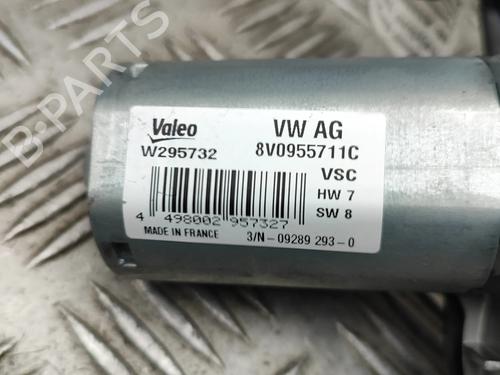 Valeo
VW AG
W295732
8V0955711C
VSC
HW 7
SW 8
4 498002 957327
MADE IN FRANCE
3/N - 09289 293 - 0
B-PARTS